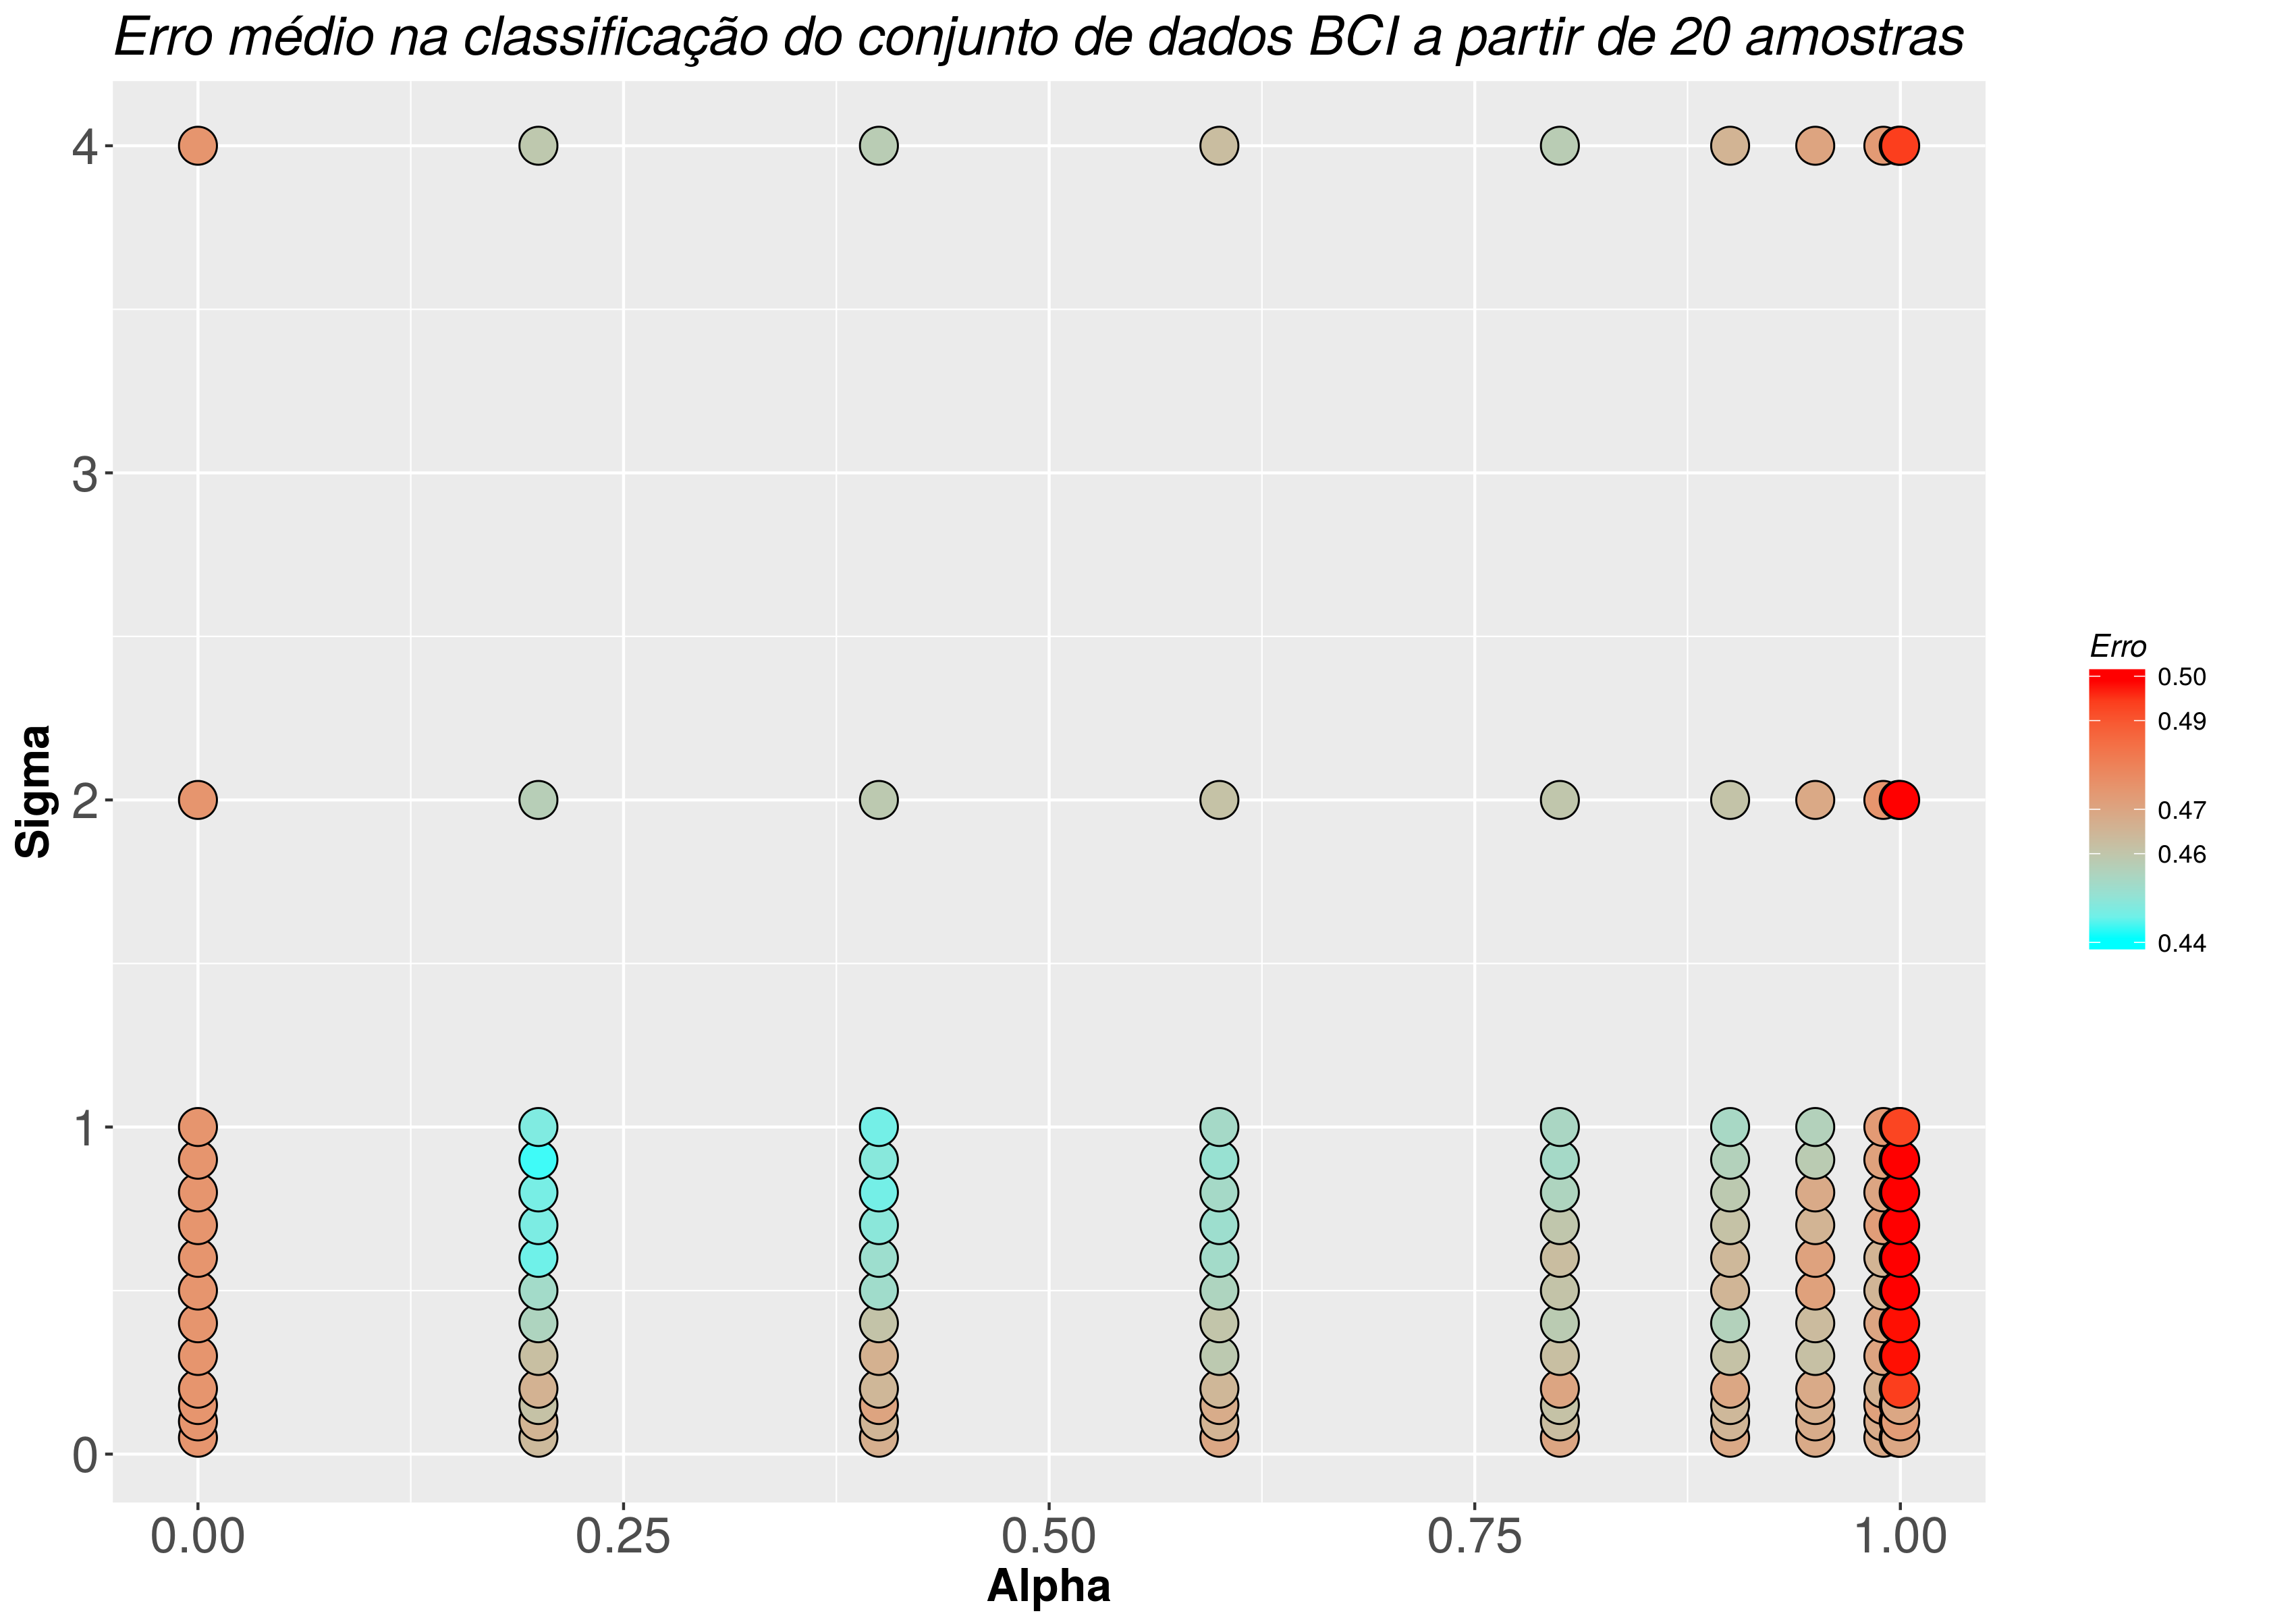 Erro médio na classificação do conjunto de dados BCI a partir de 20 amostras
4
3
2
1
0
Sigma
0.00 0.25 0.50 0.75 1.00
Alpha
Erro
0.50
0.49
0.47
0.46
0.44